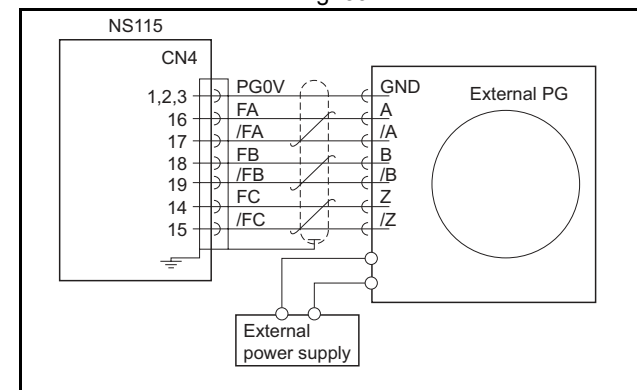 NS115
CN4
External PG
1,2,3 PG0V GND
16 FA A
17 /FA /A
18 FB B
19 /FB /B
14 FC Z
15 /FC /Z
External
power supply